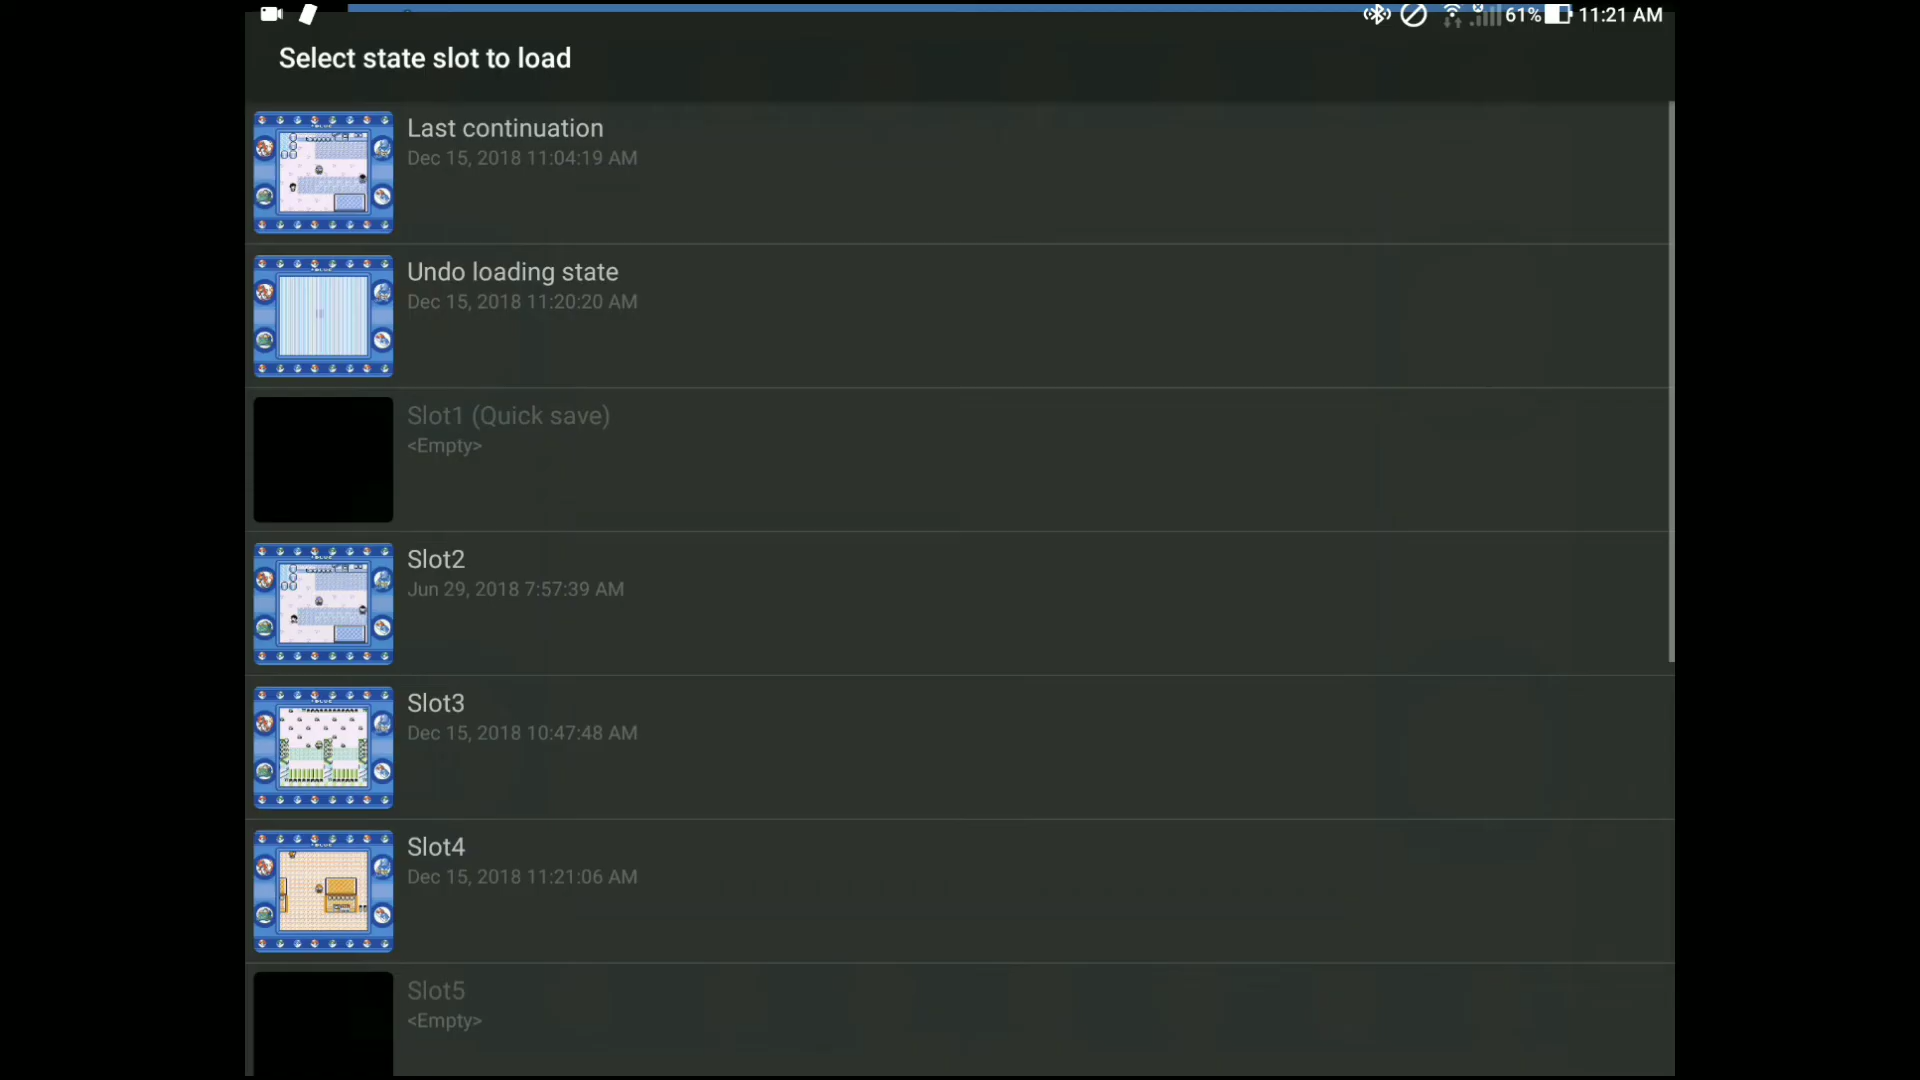 61% 11:21 AM
Select state slot to load
Last continuation
Dec 15, 2018 11:04:19 AM
Undo loading state
Dec 15, 2018 11:20:20 AM
Slot1 (Quick save)
<Empty>
Slot2
Jun 29, 2018 7:57:39 AM
Slot3
Dec 15, 2018 10:47:48 AM
Slot4
Dec 15, 2018 11:21:06 AM
Slot5
<Empty>